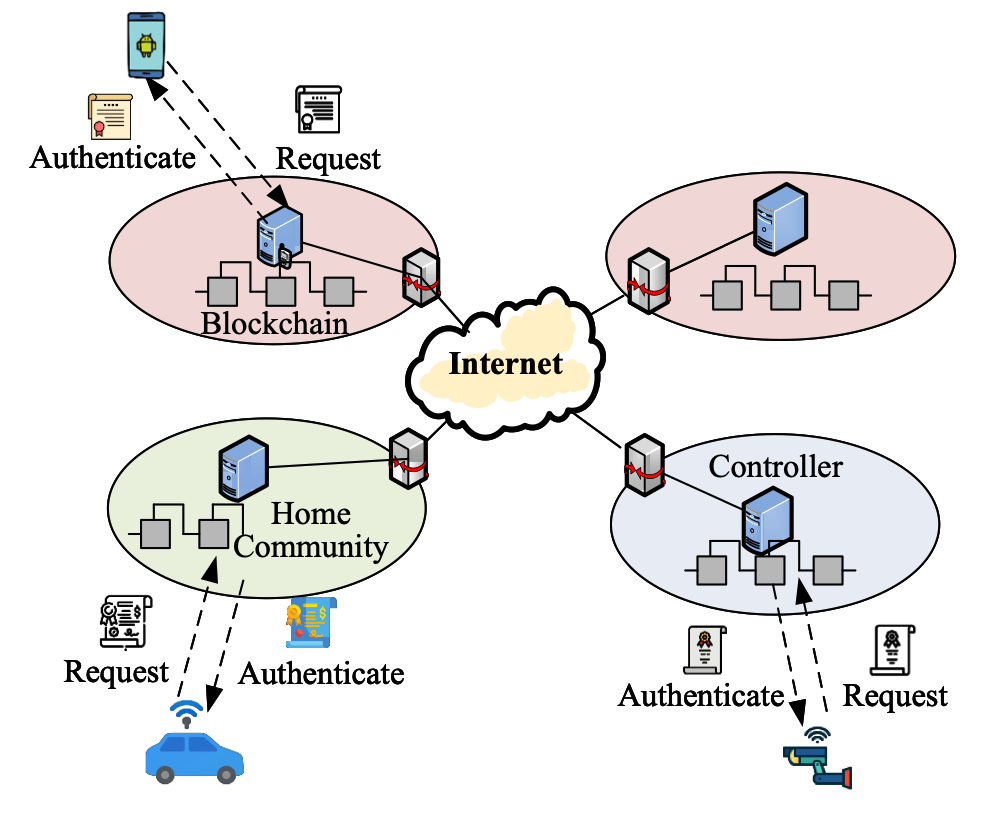 Authenticate
Request
Blockchain
Internet
Controller
Home
Community
Request
Authenticate
Authenticate
Request